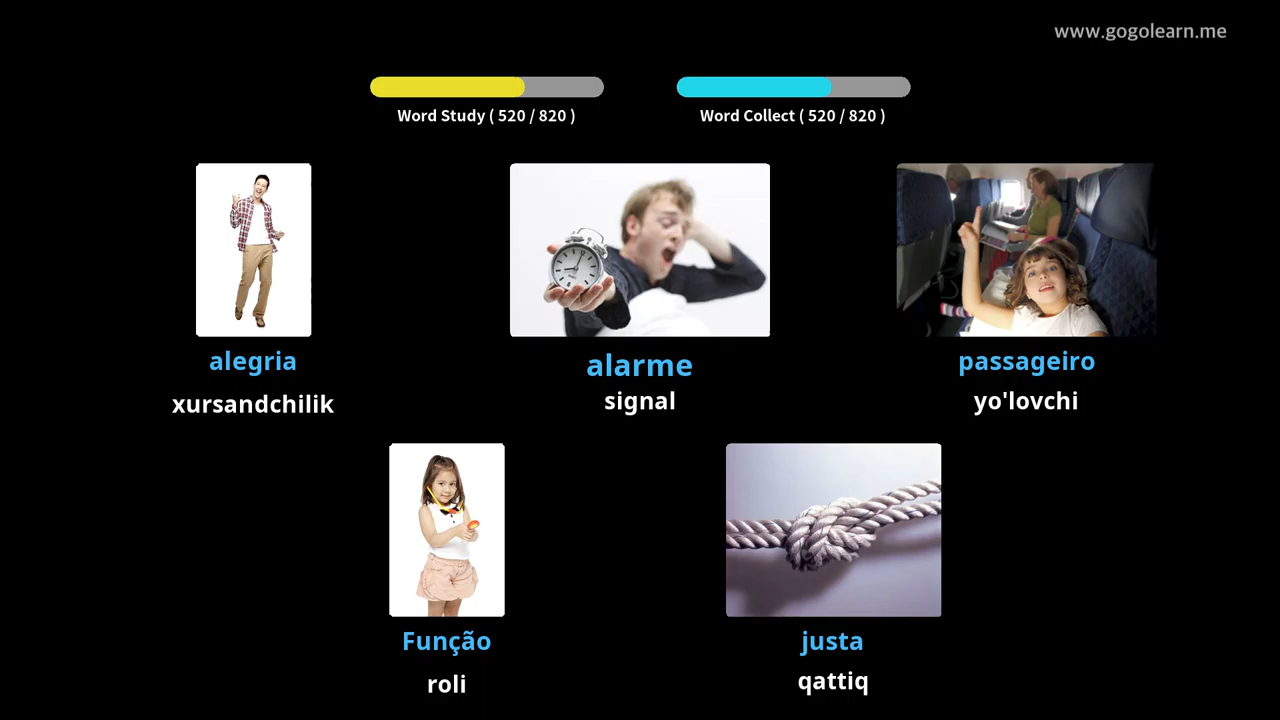 www.gogolearn.me
Word Study ( 520 / 820 )
Word Collect ( 520 / 820 )
alegria
xursandchilik
alarme
signal
passageiro
yo'lovchi
Função
roli
justa
qattiq